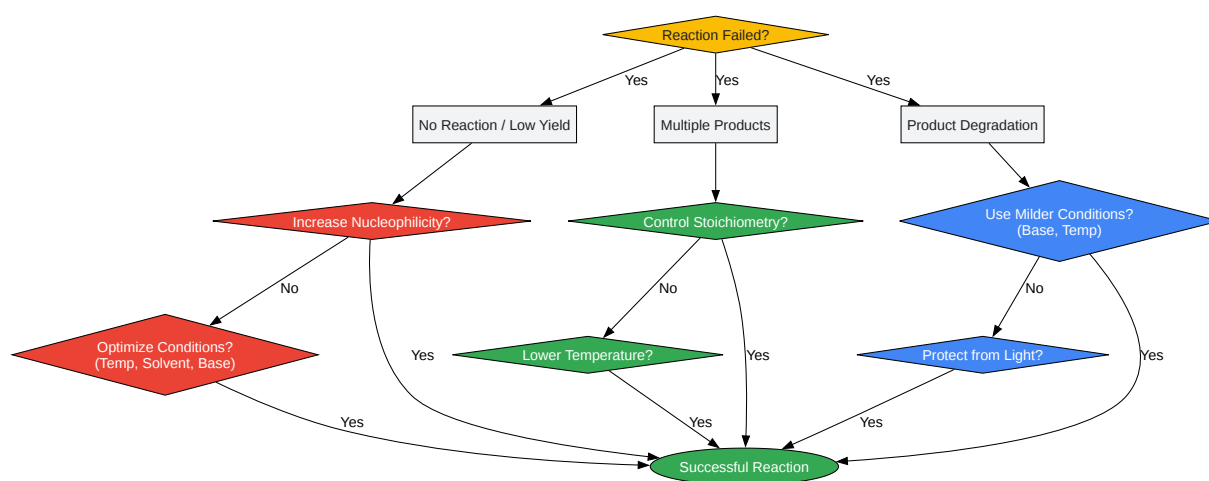 Reaction Failed?
Yes
Yes
Yes
No Reaction / Low Yield
Multiple Products
Product Degradation
Increase Nucleophilicity?
Control Stoichiometry?
Use Milder Conditions?
(Base, Temp)
No
No
No
Optimize Conditions?
(Temp, Solvent, Base)
Yes
Lower Temperature?
Yes
Protect from Light?
Yes
Yes
Yes
Yes
Successful Reaction